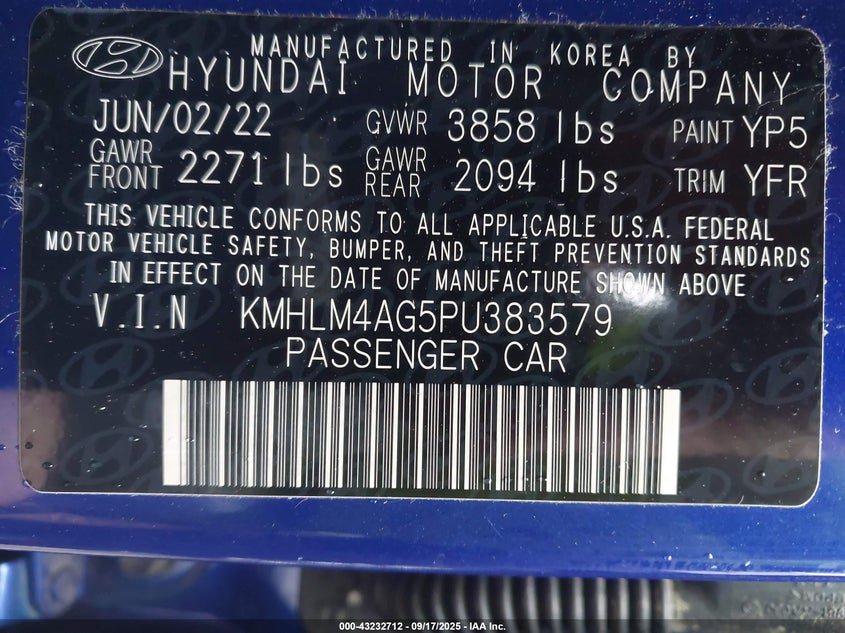 MANUFACTURED IN KOREA BY
HYUNDAI MOTOR COMPANY
JUN/02/22 GVWR 3858 lbs PAINT YP5
GAWR FRONT 2271 lbs GAWR REAR 2094 lbs TRIM YFR
THIS VEHICLE CONFORMS TO ALL APPLICABLE U.S.A. FEDERAL
MOTOR VEHICLE SAFETY, BUMPER, AND THEFT PREVENTION STANDARDS
IN EFFECT ON THE DATE OF MANUFACTURE SHOWN ABOVE
V.I.N KMHLM4AG5PU383579
PASSENGER CAR
000-43232712 - 09/17/2025 - IAA Inc.